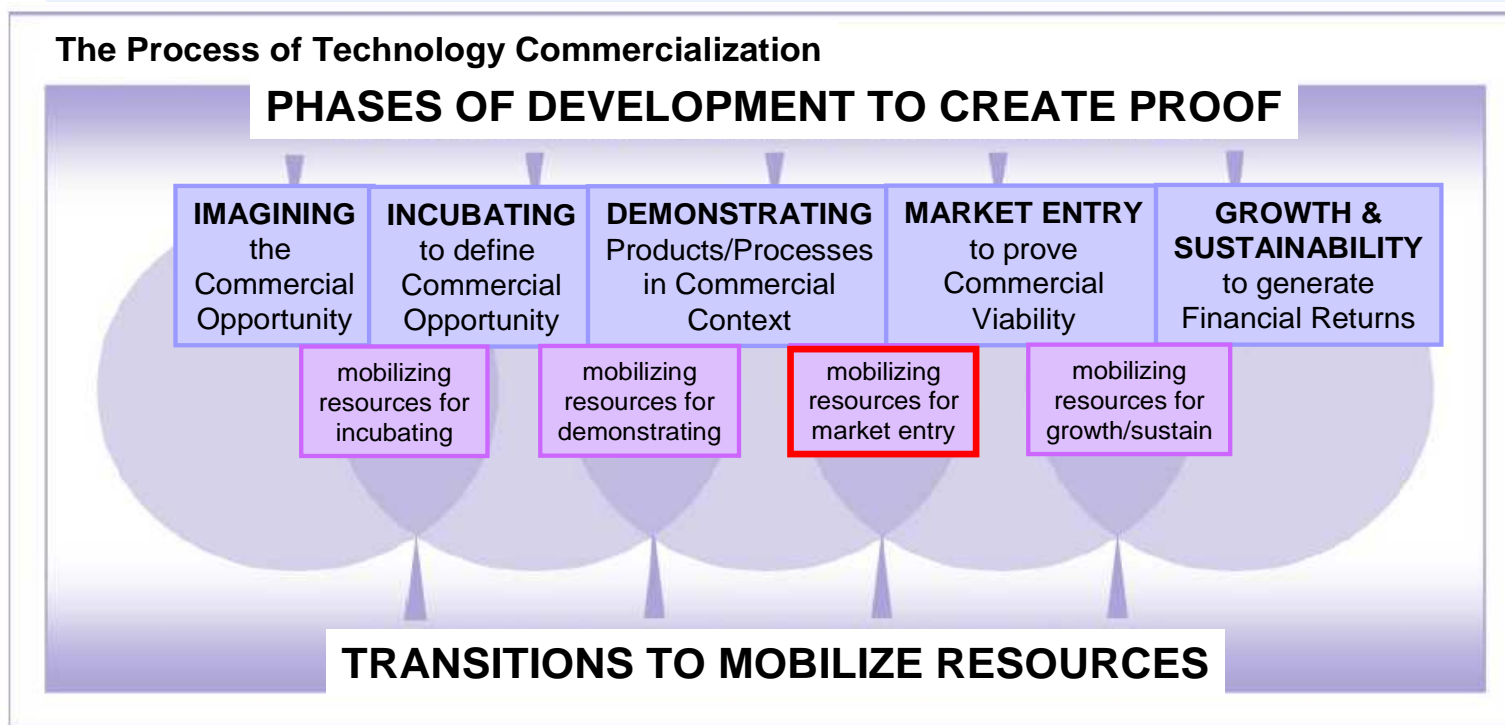 The Process of Technology Commercialization
PHASES OF DEVELOPMENT TO CREATE PROOF
IMAGINING
the
Commercial
Opportunity
INCUBATING
to define
Commercial
Opportunity
DEMONSTRATING
Products/Processes
in Commercial
Context
MARKET ENTRY
to prove
Commercial
Viability
GROWTH &
SUSTAINABILITY
to generate
Financial Returns
mobilizing
resources for
incubating
mobilizing
resources for
demonstrating
mobilizing
resources for
market entry
mobilizing
resources for
growth/sustain
TRANSITIONS TO MOBILIZE RESOURCES